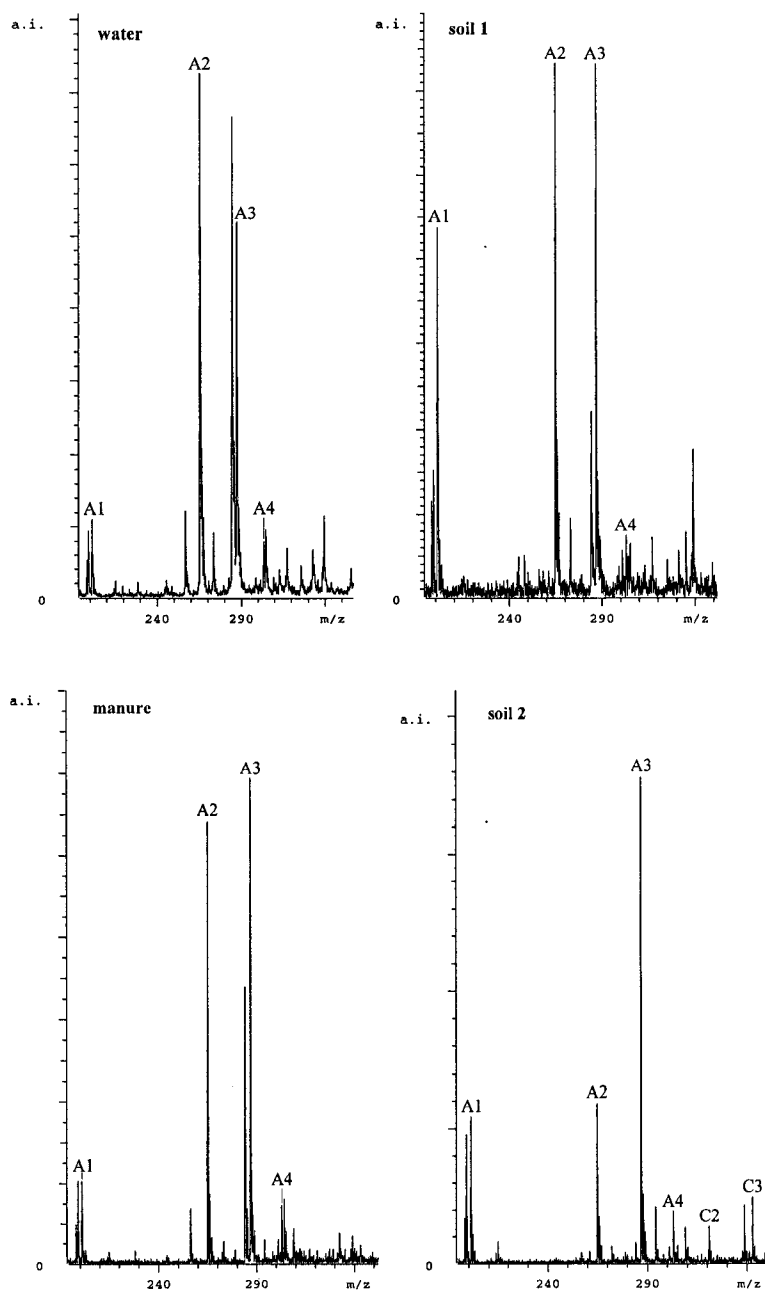 a.i.
water
A2
A3
A1
A4
0
240
290
m/z
a.i.
soil 1
A2
A3
A1
A4
0
240
290
m/z
a.i.
manure
A3
A2
A1
A4
0
240
290
m/z
a.i.
soil 2
A3
A2
A1
A4
C2
C3
0
240
290
m/z